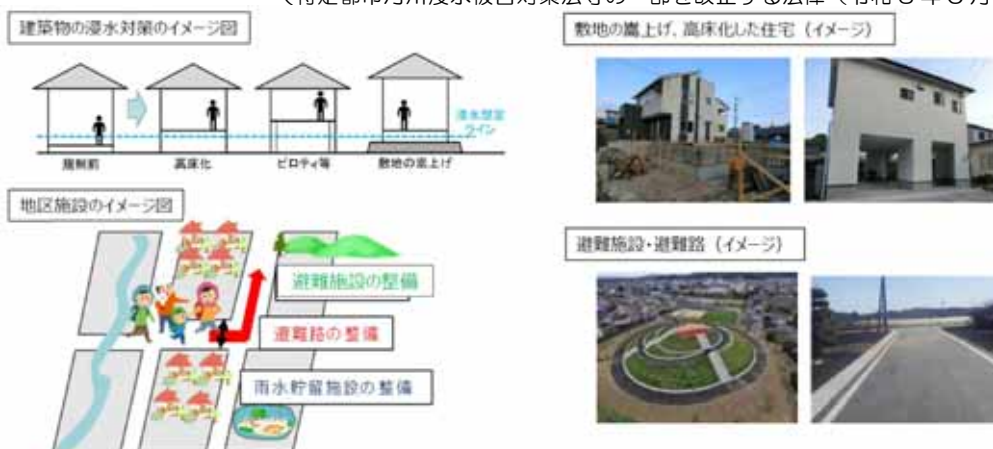 建築物の浸水対策のイメージ図
浸水想定
ライン
規制前
高床化
ピロティ等
敷地の嵩上げ
地区施設のイメージ図
避難施設の整備
避難路の整備
雨水貯留施設の整備
敷地の嵩上げ、高床化した住宅（イメージ）
避難施設・避難路（イメージ）